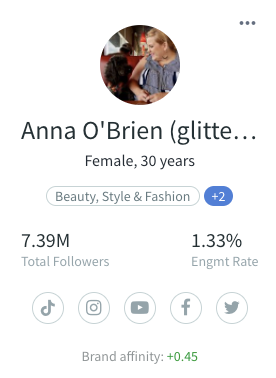 Anna O'Brien (glitte...
Female, 30 years
Beauty, Style & Fashion +2
7.39M 1.33%
Total Followers Engmt Rate
Brand affinity: +0.45